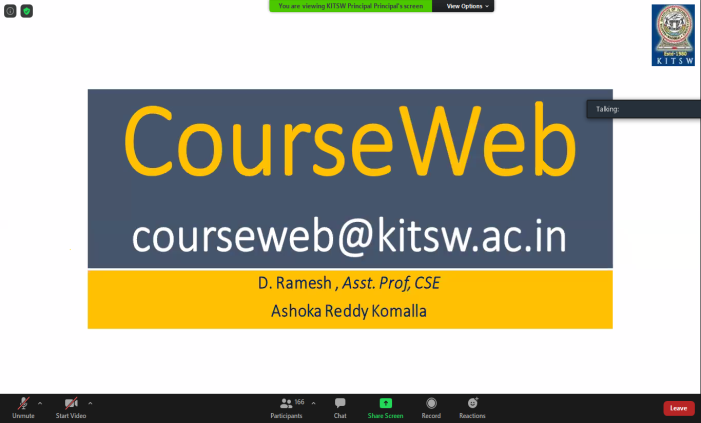 You are viewing KITSW Principal Principal's screen
View Options
Estd-1980
KITSW
Talking:
CourseWeb
courseweb@kitsw.ac.in
D. Ramesh , Asst. Prof, CSE
Ashoka Reddy Komalla
Unmute
Start Video
166
Participants
Chat
Share Screen
Record
Reactions
Leave